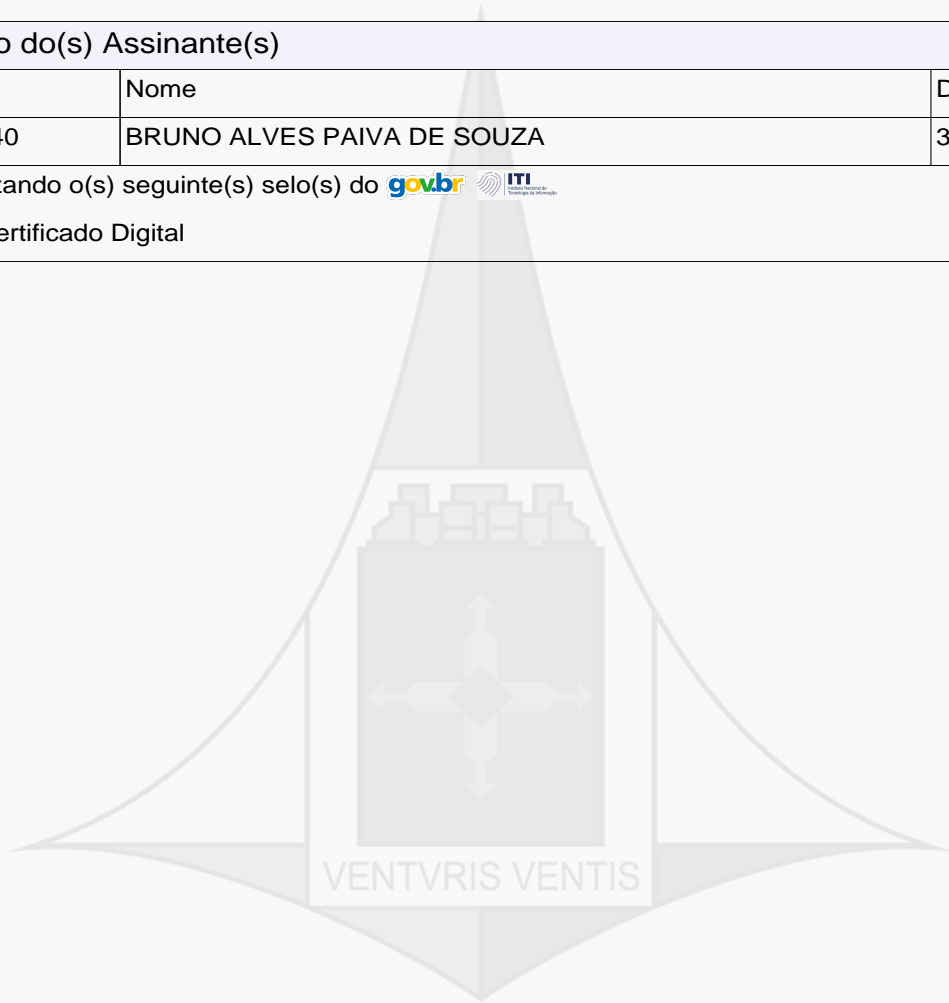 o do(s) Assinante(s)
Nome D
40 BRUNO ALVES PAIVA DE SOUZA 3
zando o(s) seguinte(s) selo(s) do gov.br ITI
ertificado Digital
VENTVRIS VENTIS